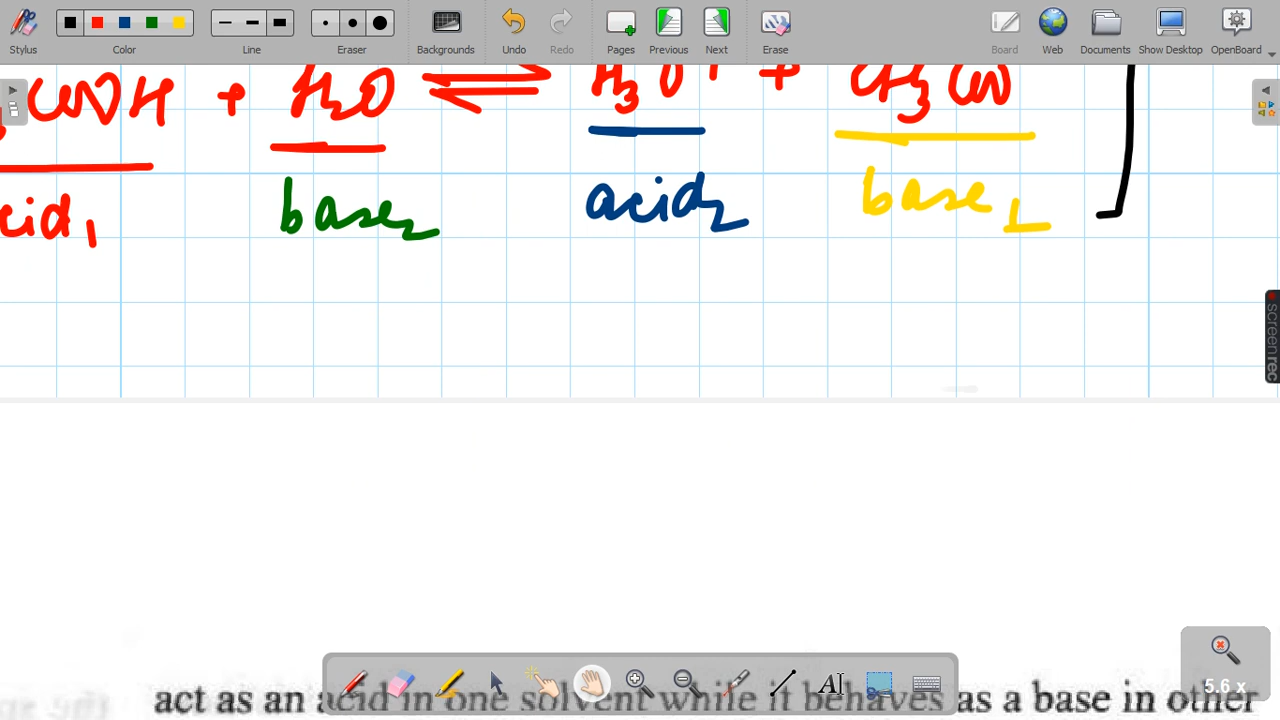 Stylus Color Line Eraser Backgrounds Undo Redo Pages Previous Next Erase Board Web Documents Show Desktop OpenBoard
COOH + H2O ⇌ H3O+ + CH3COO
cid1 base2 acid2 base1
screenrec
5.6 x
act as an acid in one solvent while it behaves as a base in other